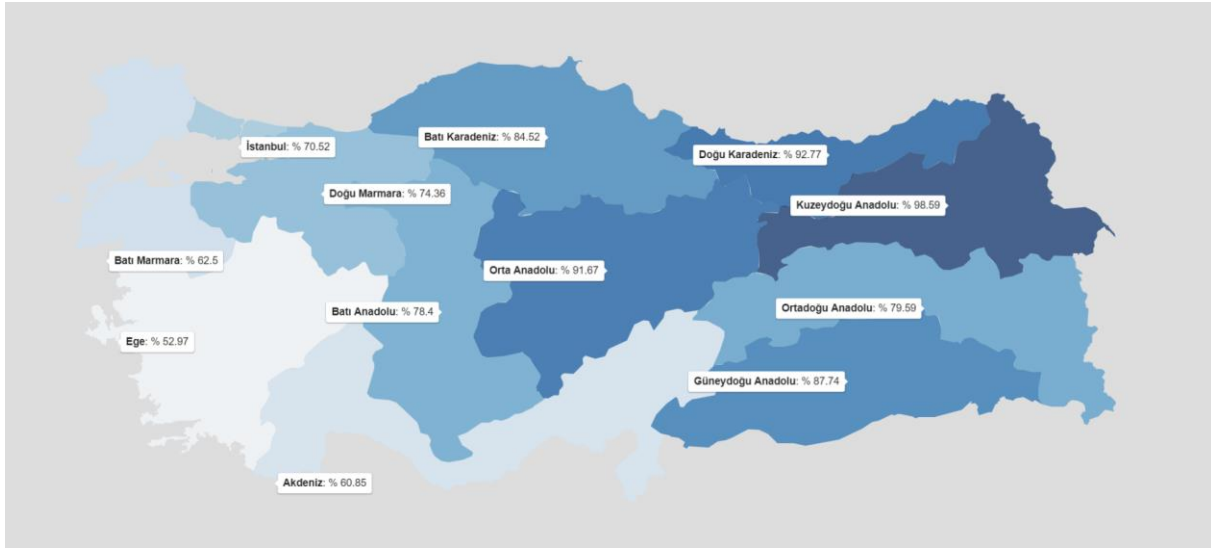 Batı Karadeniz: % 84.52
İstanbul: % 70.52
Doğu Karadeniz: % 92.77
Doğu Marmara: % 74.36
Kuzeydoğu Anadolu: % 98.59
Batı Marmara: % 62.5
Orta Anadolu: % 91.67
Batı Anadolu: % 78.4
Ortadoğu Anadolu: % 79.59
Ege: % 52.97
Güneydoğu Anadolu: % 87.74
Akdeniz: % 60.85